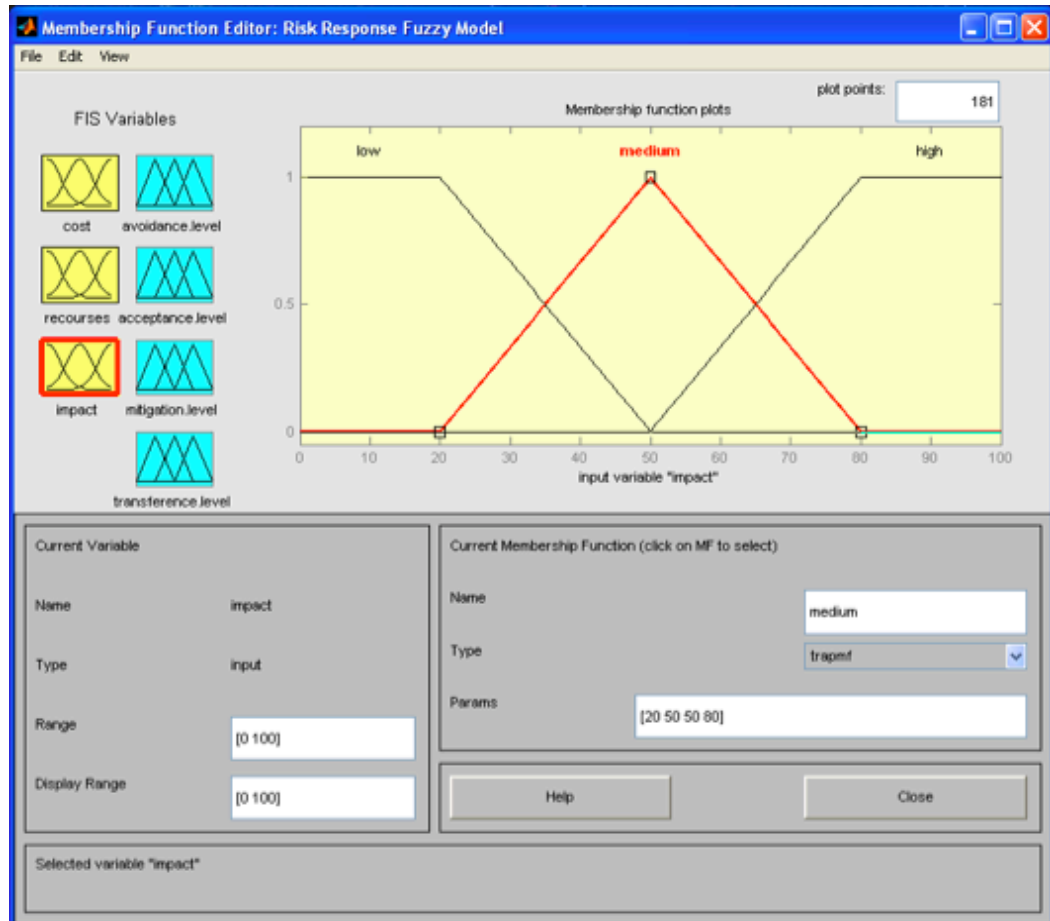 Membership Function Editor: Risk Response Fuzzy Model
File Edit View
FIS Variables
cost
avoidance.level
recourses
acceptance.level
impact
mitigation.level
transference.level
Membership function plots
plot points:
181
low
medium
high
1
0.5
0
0 10 20 30 40 50 60 70 80 90 100
input variable "impact"
Current Variable
Name impact
Type input
Range [0 100]
Display Range [0 100]
Current Membership Function (click on MF to select)
Name medium
Type trapmf
Params [20 50 50 80]
Help
Close
Selected variable "impact"